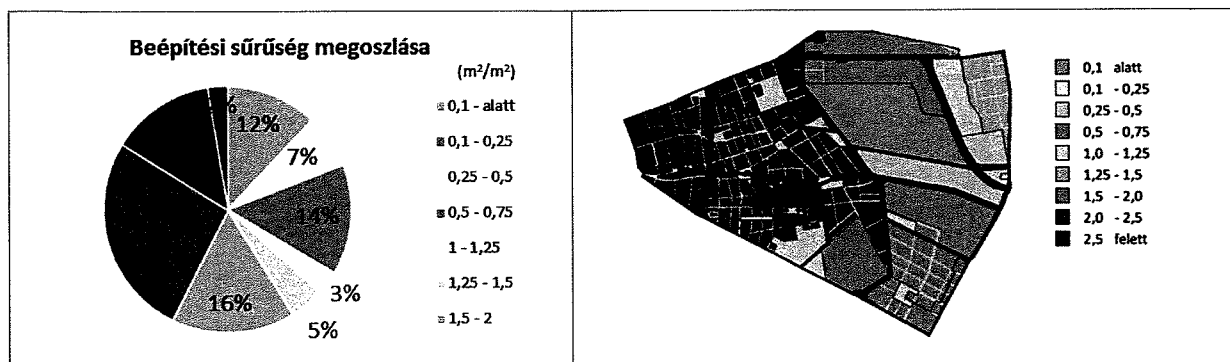 Beépítési sűrűség megoszlása
(m²/m²)
0,1 - alatt
0,1 - 0,25
0,25 - 0,5
0,5 - 0,75
1 - 1,25
1,25 - 1,5
1,5 - 2
12%
7%
14%
3%
5%
16%
%
0,1 alatt
0,1 - 0,25
0,25 - 0,5
0,5 - 0,75
1,0 - 1,25
1,25 - 1,5
1,5 - 2,0
2,0 - 2,5
2,5 felett